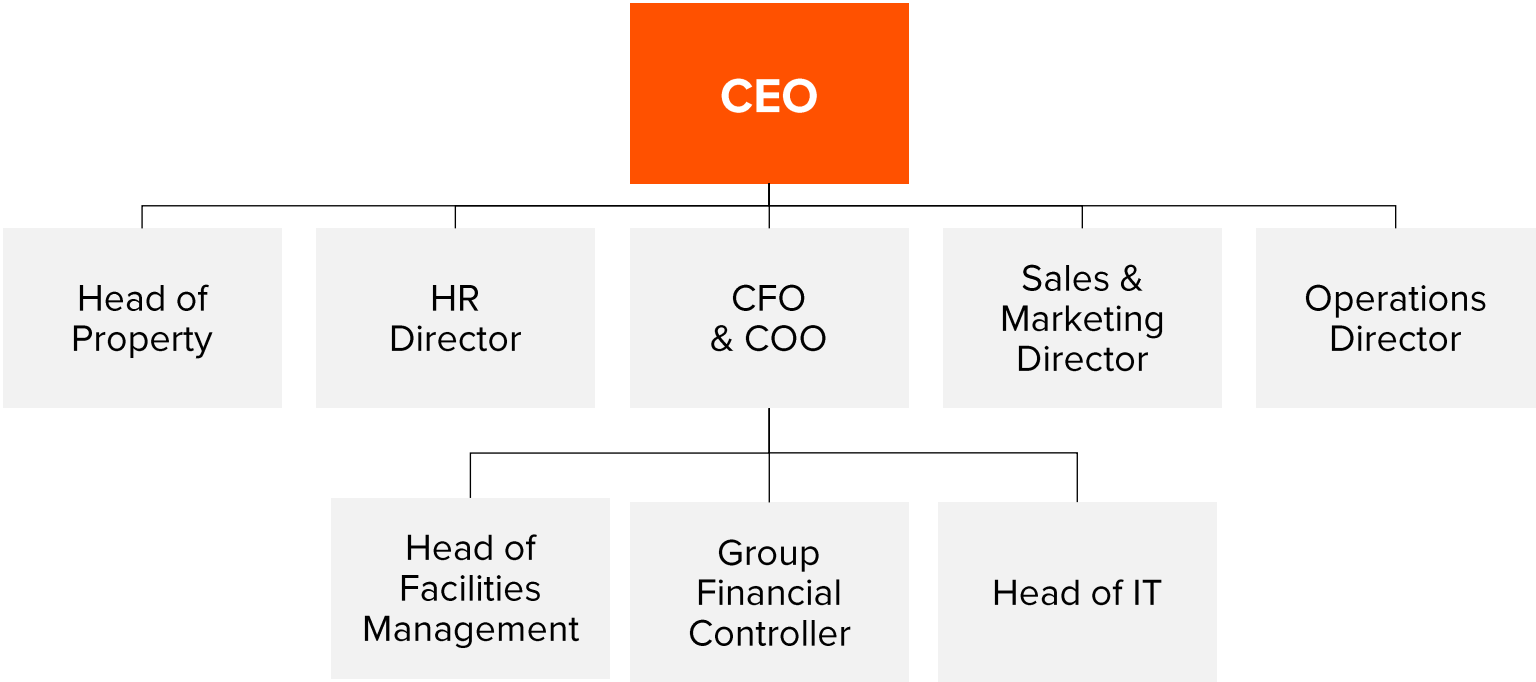 CEO
Head of
Property
HR
Director
CFO
& COO
Sales &
Marketing
Director
Operations
Director
Head of
Facilities
Management
Group
Financial
Controller
Head of IT